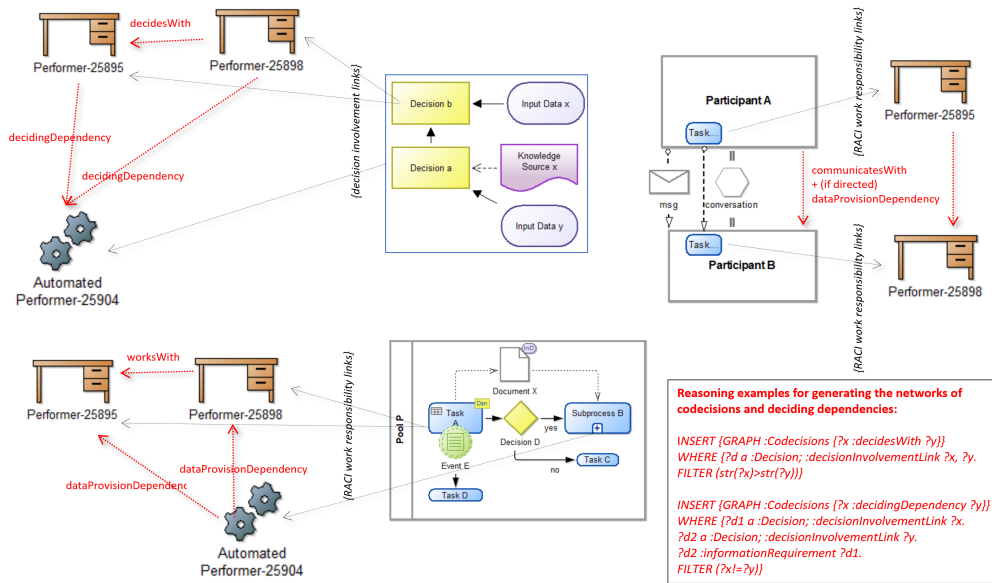 decidesWith
Performer-25895
Performer-25898
decidingDependency
decidingDependency
Automated
Performer-25904
{decision involvement links}
Decision b
Input Data x
Decision a
Knowledge
Source x
Input Data y
Participant A
Task...
msg
conversation
Task...
Participant B
{RACI work responsibility links}
{RACI work responsibility links}
Performer-25895
communicatesWith
+ (if directed)
dataProvisionDependency
Performer-25898
worksWith
Performer-25895
Performer-25898
dataProvisionDependency
dataProvisionDependenc
Automated
Performer-25904
{RACI work responsibility links}
Pool P
InD
Document X
Task
A
Dsn
Decision D
yes
Subprocess B
no
Task C
Event E
Task D
Reasoning examples for generating the networks of
codecisions and deciding dependencies:
INSERT {GRAPH :Codecisions {?x :decidesWith ?y}}
WHERE {?d a :Decision; :decisionInvolvementLink ?x, ?y.
FILTER (str(?x)>str(?y))}
INSERT {GRAPH :Codecisions {?x :decidingDependency ?y}}
WHERE {?d1 a :Decision; :decisionInvolvementLink ?x.
?d2 a :Decision; :decisionInvolvementLink ?y.
?d2 :informationRequirement ?d1.
FILTER (?x!=?y)}